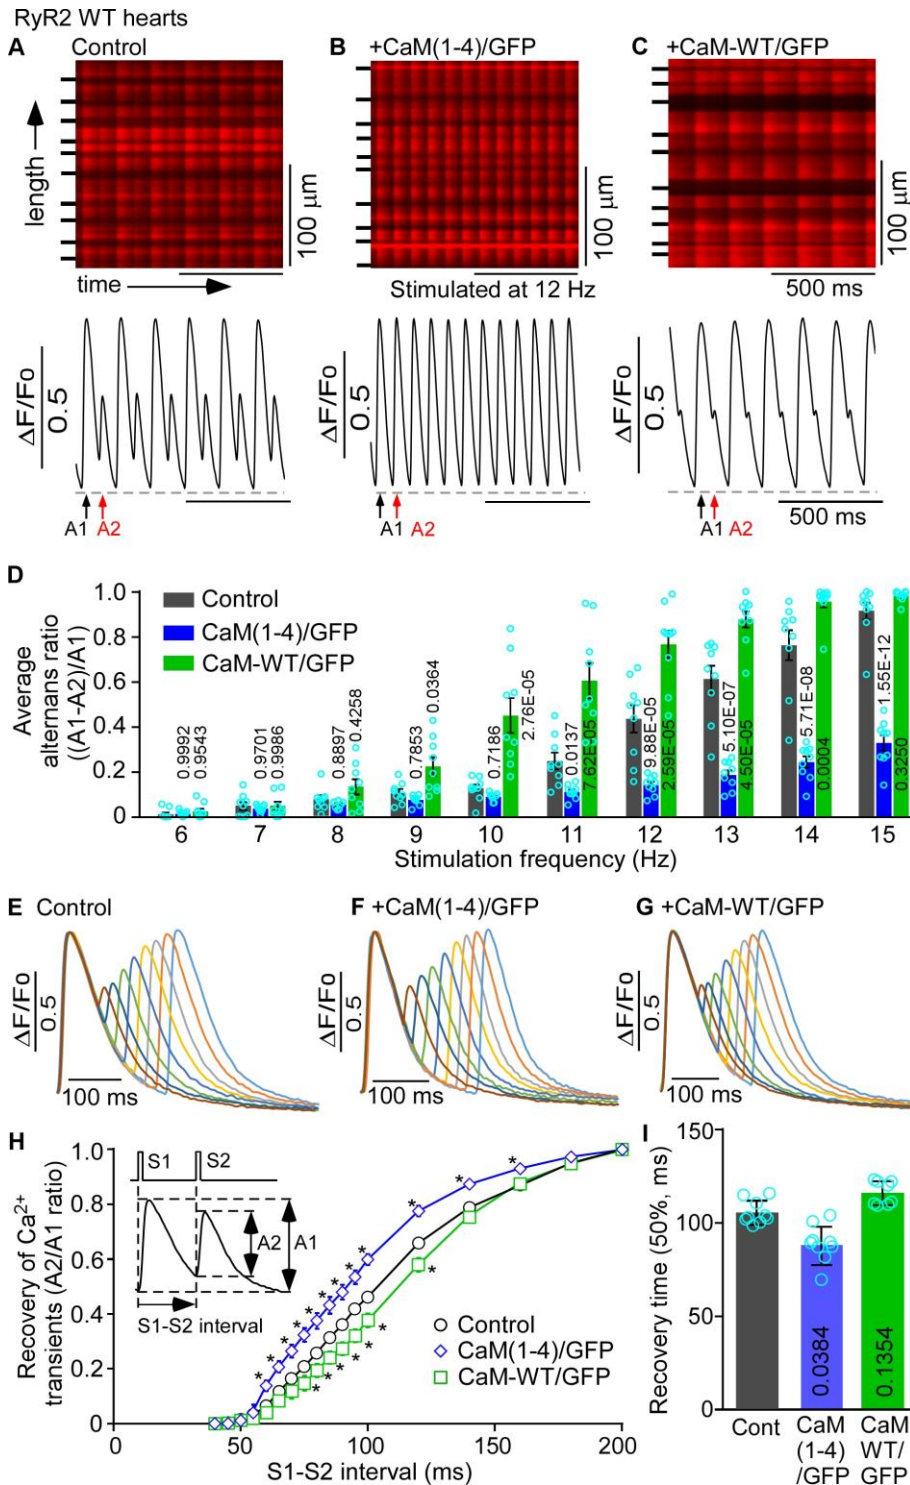 RyR2 WT hearts
A Control
B +CaM(1-4)/GFP
C +CaM-WT/GFP
length
100 µm
100 µm
100 µm
time
Stimulated at 12 Hz
500 ms
ΔF/Fo
0.5
ΔF/Fo
0.5
ΔF/Fo
0.5
A1 A2
A1 A2
A1 A2
500 ms
D
Average
alternans ratio
((A1-A2)/A1)
1.0
0.8
0.6
0.4
0.2
0
Control
CaM(1-4)/GFP
CaM-WT/GFP
0.9992
0.9543
0.9701
0.9986
0.8897
0.4258
0.7853
0.0364
0.7186
2.76E-05
0.0137
7.62E-05
9.88E-05
2.59E-05
5.10E-07
4.50E-05
5.71E-08
0.0004
1.55E-12
0.3250
6 7 8 9 10 11 12 13 14 15
Stimulation frequency (Hz)
E Control
F +CaM(1-4)/GFP
G +CaM-WT/GFP
ΔF/Fo
0.5
100 ms
ΔF/Fo
0.5
100 ms
ΔF/Fo
0.5
100 ms
H
Recovery of Ca2+
transients (A2/A1 ratio)
1.0
0.8
0.6
0.4
0.2
0
S1 S2
A2 A1
S1-S2 interval
Control
CaM(1-4)/GFP
CaM-WT/GFP
* * * * * * * * * * * *
* * * * * * *
0 50 100 150 200
S1-S2 interval (ms)
I
Recovery time (50%, ms)
150
100
50
0
0.0384
0.1354
Cont
CaM
(1-4)
/GFP
CaM
WT/
GFP